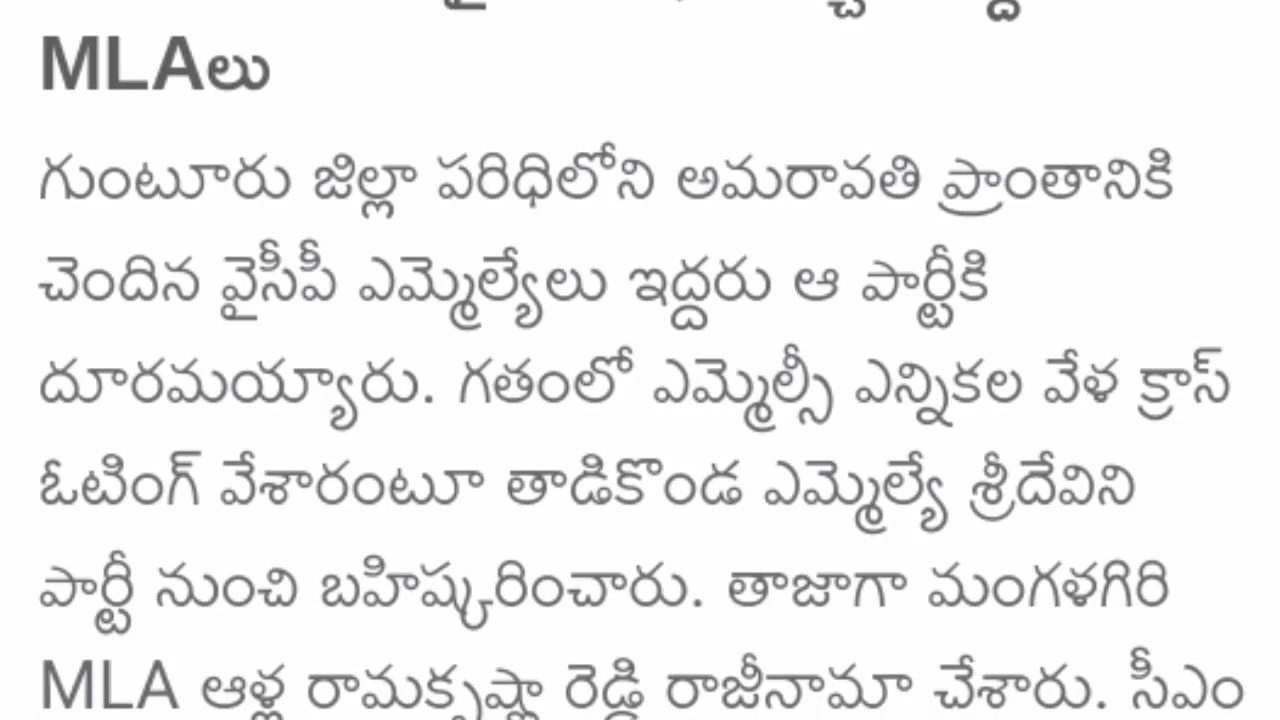 MLAలు
గుంటూరు జిల్లా పరిధిలోని అమరావతి ప్రాంతానికి
చెందిన వైసీపీ ఎమ్మెల్యేలు ఇద్దరు ఆ పార్టీకి
దూరమయ్యారు. గతంలో ఎమ్మెల్సీ ఎన్నికల వేళ క్రాస్
ఓటింగ్ వేశారంటూ తాడికొండ ఎమ్మెల్యే శ్రీదేవిని
పార్టీ నుంచి బహిష్కరించారు. తాజాగా మంగళగిరి
MLA ఆళ్ల రామకృష్ణా రెడ్డి రాజీనామా చేశారు. సీఎం